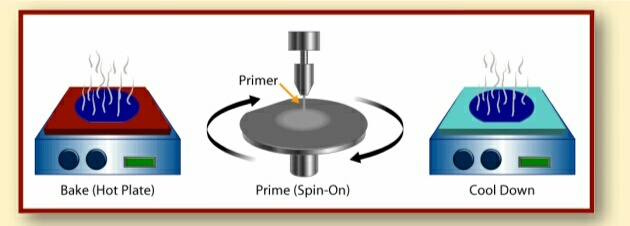 Primer
Bake (Hot Plate)
Prime (Spin-On)
Cool Down